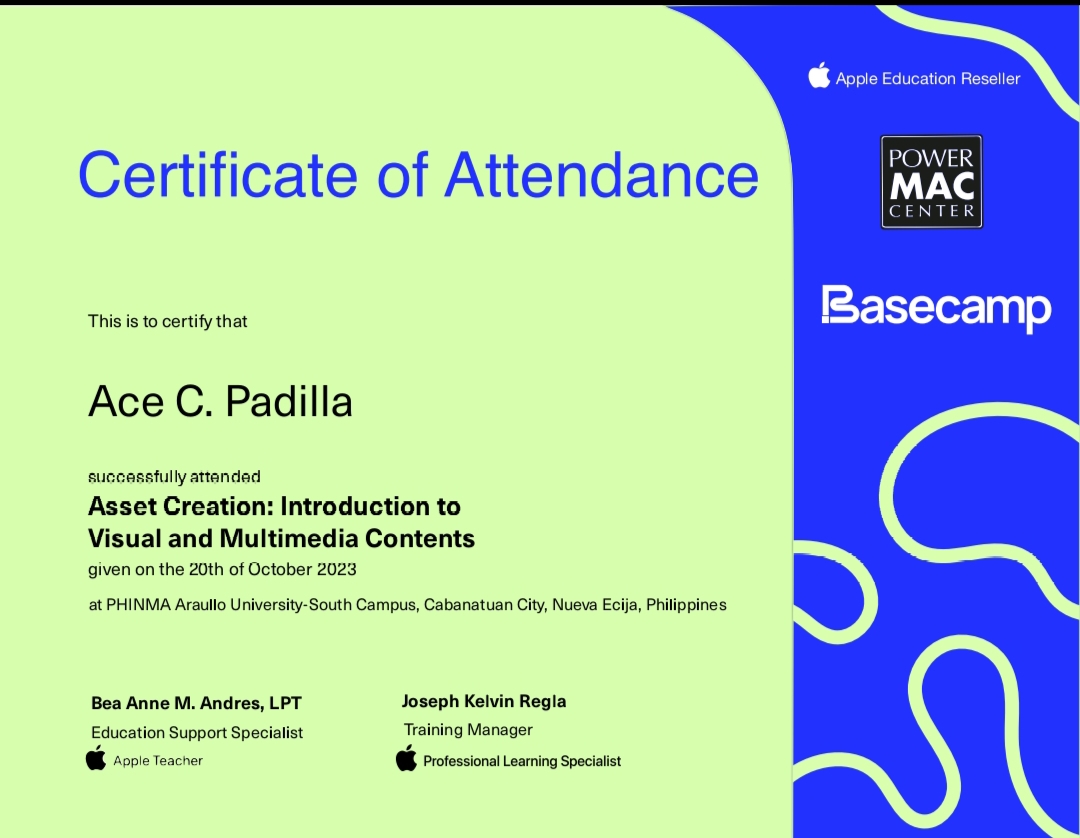 Apple Education Reseller
POWER
MAC
CENTER
Basecamp
Certificate of Attendance
This is to certify that
Ace C. Padilla
successfully attended
Asset Creation: Introduction to
Visual and Multimedia Contents
given on the 20th of October 2023
at PHINMA Araullo University-South Campus, Cabanatuan City, Nueva Ecija, Philippines
Bea Anne M. Andres, LPT
Education Support Specialist
Apple Teacher
Joseph Kelvin Regla
Training Manager
Professional Learning Specialist